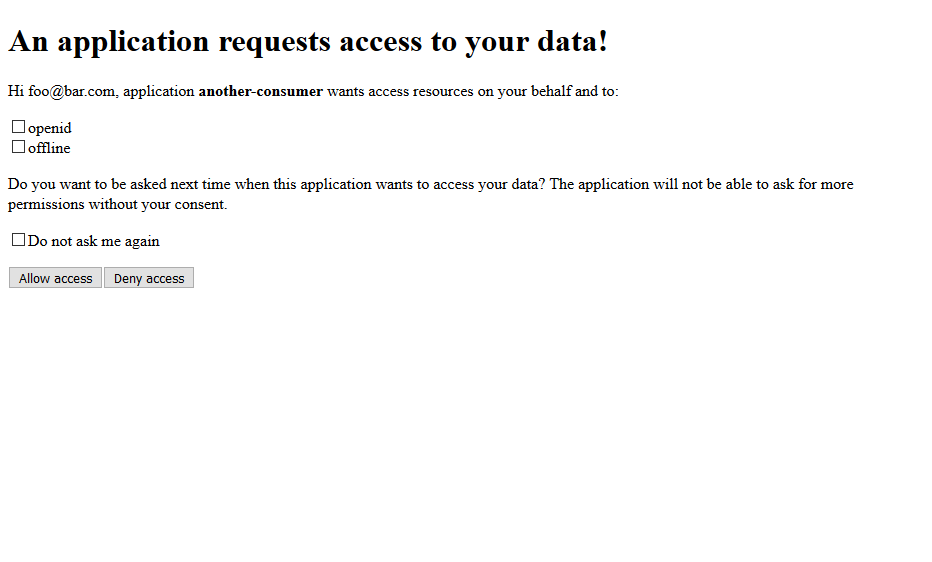 An application requests access to your data!
Hi foo@bar.com, application another-consumer wants access resources on your behalf and to:
openid
offline
Do you want to be asked next time when this application wants to access your data? The application will not be able to ask for more
permissions without your consent.
Do not ask me again
Allow access Deny access